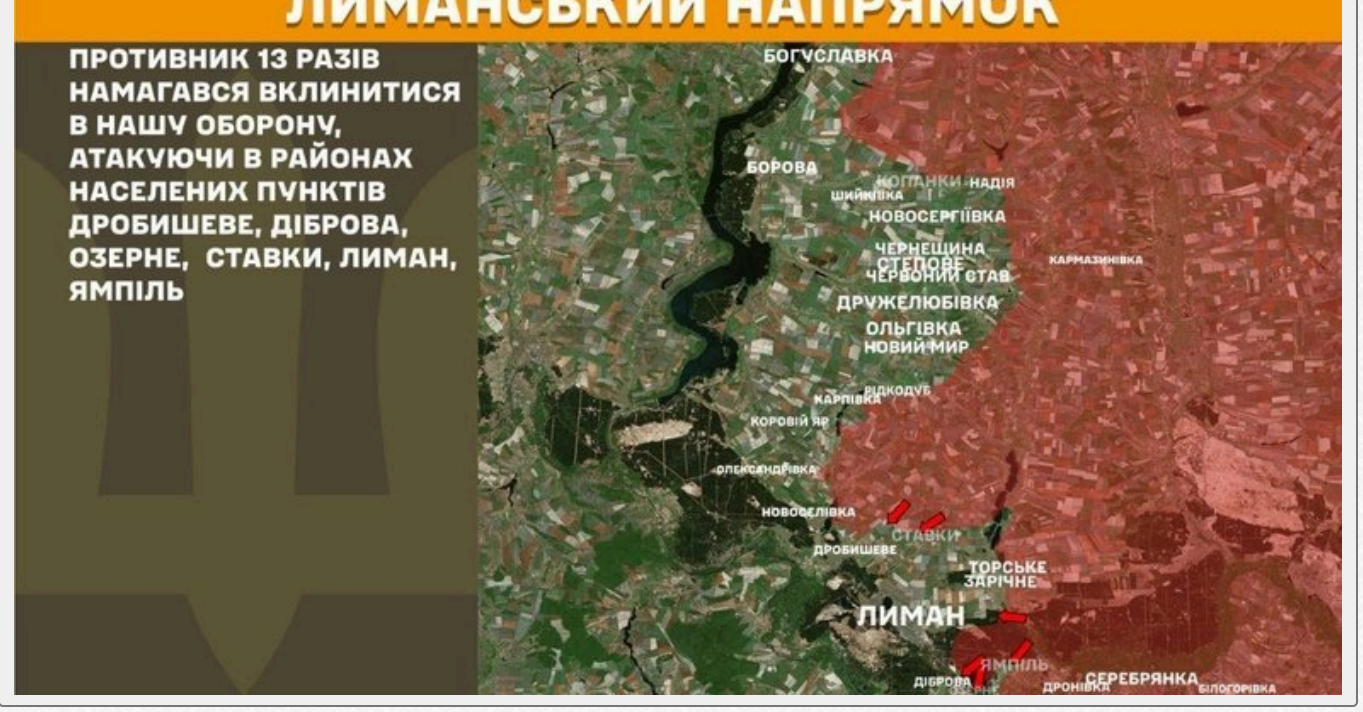 ЛИМАНСЬКИЙ НАПРЯМОК
ПРОТИВНИК 13 РАЗІВ
НАМАГАВСЯ ВКЛИНИТИСЯ
В НАШУ ОБОРОНУ,
АТАКУЮЧИ В РАЙОНАХ
НАСЕЛЕНИХ ПУНКТІВ
ДРОБИШЕВЕ, ДІБРОВА,
ОЗЕРНЕ, СТАВКИ, ЛИМАН,
ЯМПІЛЬ
БОГУСЛАВКА
БОРОВА
КОПАНКИ
НАДІЯ
ШИЙКІВКА
НОВОСЕРГІЇВКА
ЧЕРНЕЩИНА
СТЕПОВЕ
КАРМАЗИНІВКА
ЧЕРВОНИЙ СТАВ
ДРУЖЕЛЮБІВКА
ОЛЬГІВКА
НОВИЙ МИР
РІДКОДУБ
КАРПІВКА
КОРОВІЙ ЯР
ОЛЕКСАНДРІВКА
НОВОСЕЛІВКА
СТАВКИ
ДРОБИШЕВЕ
ТОРСЬКЕ
ЗАРІЧНЕ
ЛИМАН
ЯМПІЛЬ
ДІБРОВА
ОЗЕРНЕ
СЕРЕБРЯНКА
ДРОНІВКА
БІЛОГОРІВКА